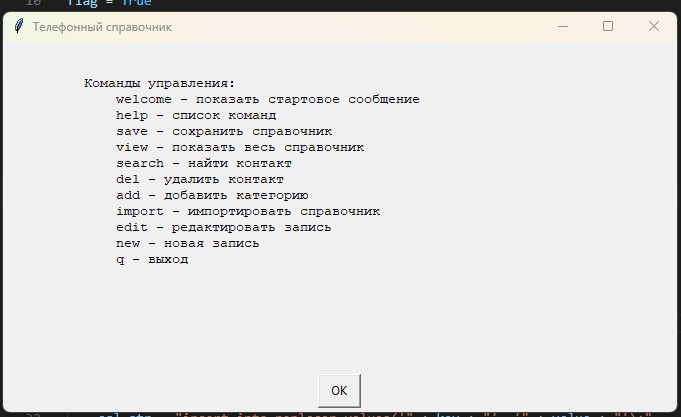 10 flag = True
Телефонный справочник
Команды управления:
welcome - показать стартовое сообщение
help - список команд
save - сохранить справочник
view - показать весь справочник
search - найти контакт
del - удалить контакт
add - добавить категорию
import - импортировать справочник
edit - редактировать запись
new - новая запись
q - выход
OK